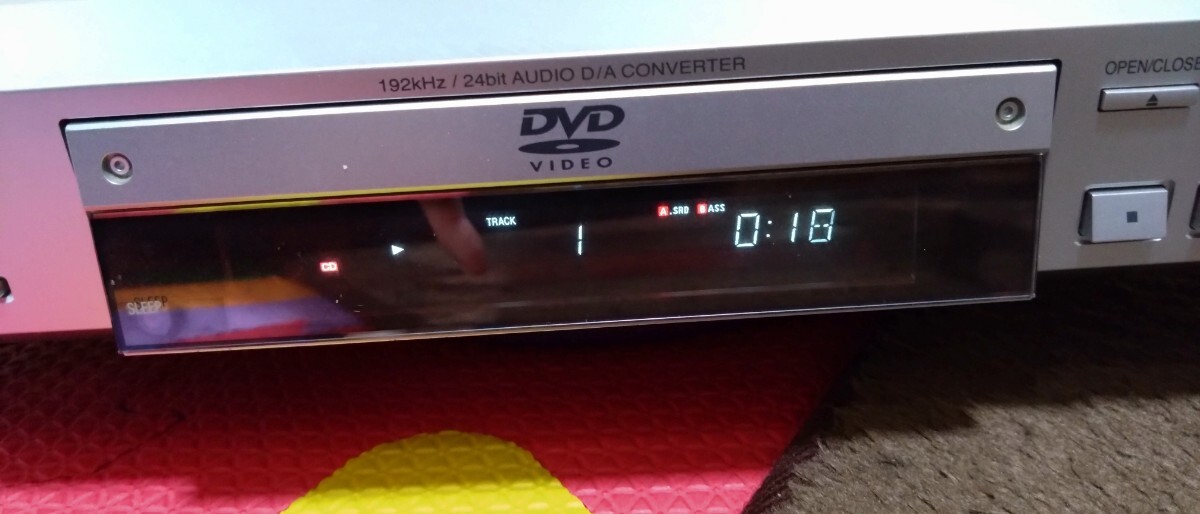 192kHz / 24bit AUDIO D/A CONVERTER
OPEN/CLOSE
DVD
VIDEO
TRACK
A.SRD BASS
1 0:18
CD
SLEEP